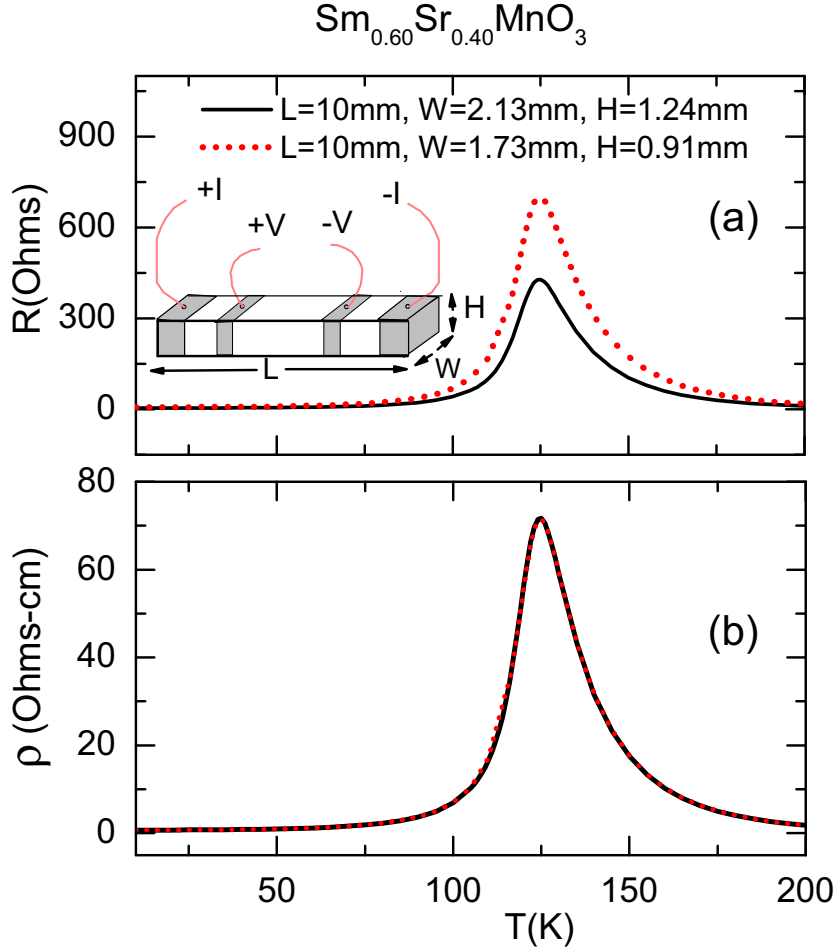 Sm0.60Sr0.40MnO3
L=10mm, W=2.13mm, H=1.24mm
L=10mm, W=1.73mm, H=0.91mm
900
600
300
0
R(Ohms)
(a)
+I
+V
-V
-I
H
W
L
80
60
40
20
0
ρ (Ohms-cm)
(b)
50
100
150
200
T(K)